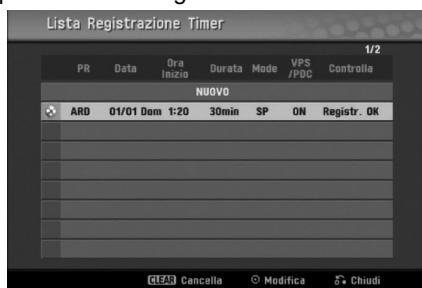 Lista Registrazione Timer
1/2
PR Data Ora Inizio Durata Mode VPS /PDC Controlla
NUOVO
ARD 01/01 Dom 1:20 30min SP ON Registr. OK
CLEAR Cancella Modifica Chiudi